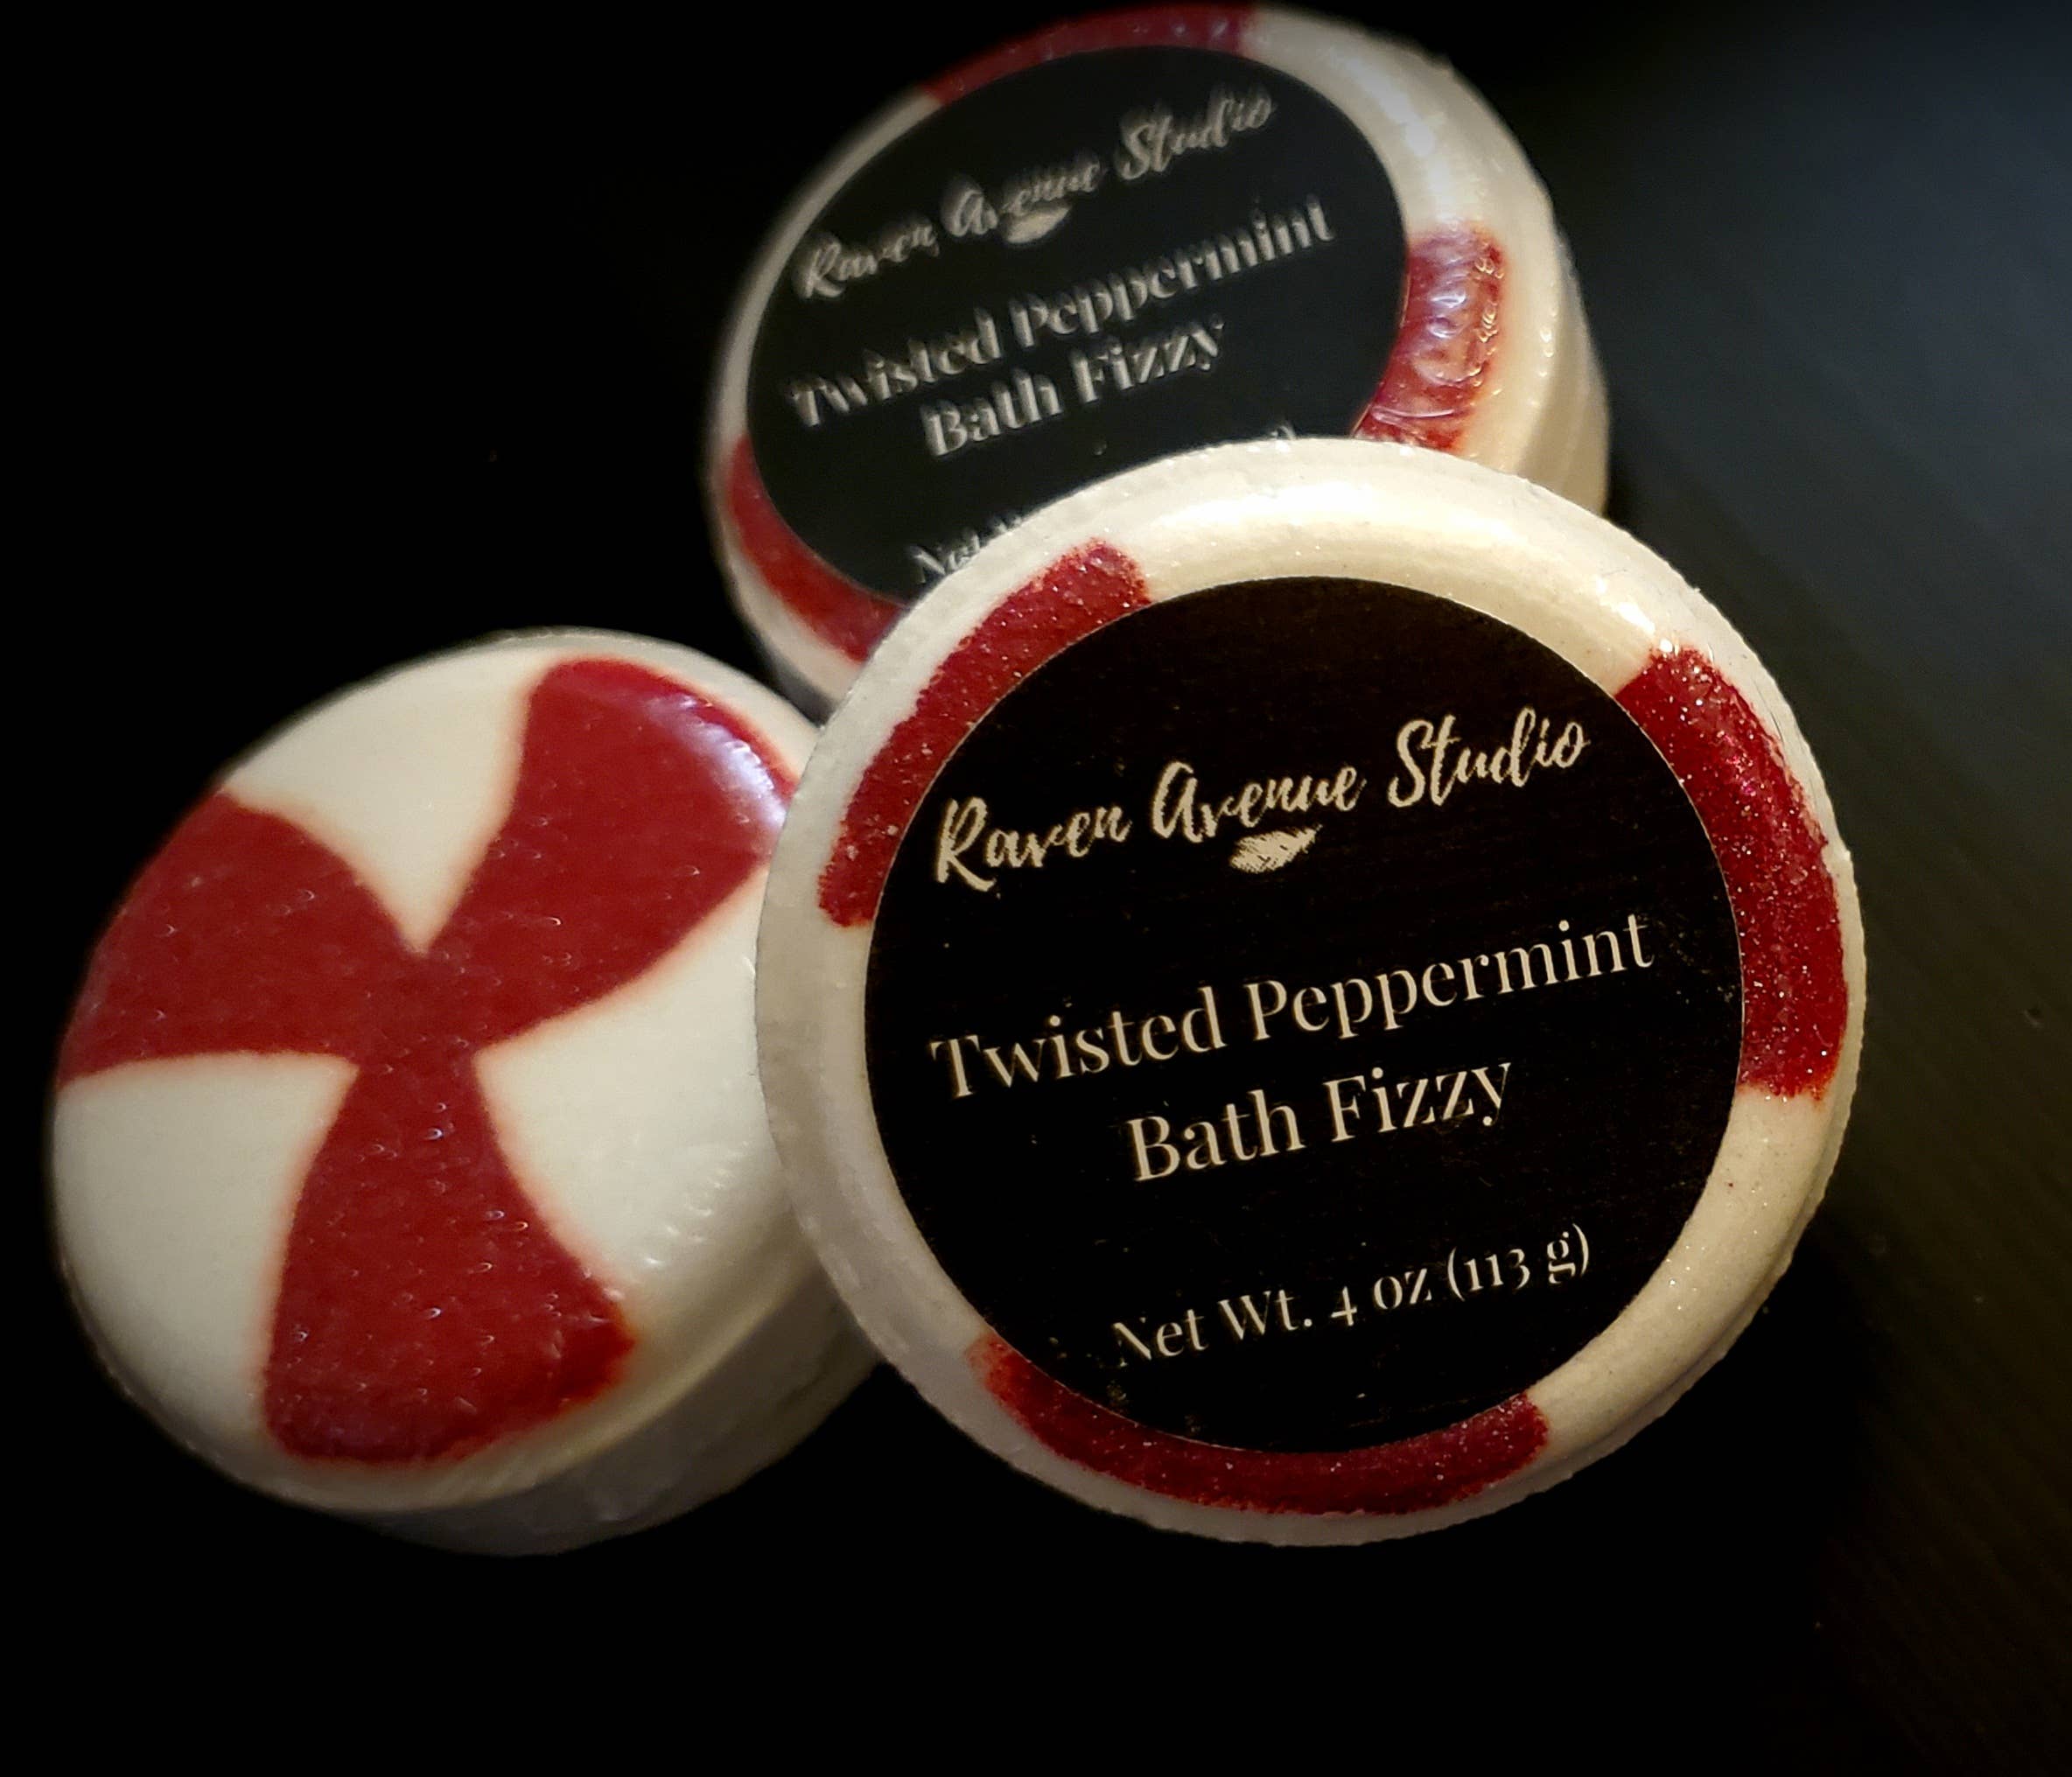 Raven Avenue Studio
Twisted Peppermint
Bath Fizzy
Net
Raven Avenue Studio
Twisted Peppermint
Bath Fizzy
Net Wt. 4 oz (113 g)